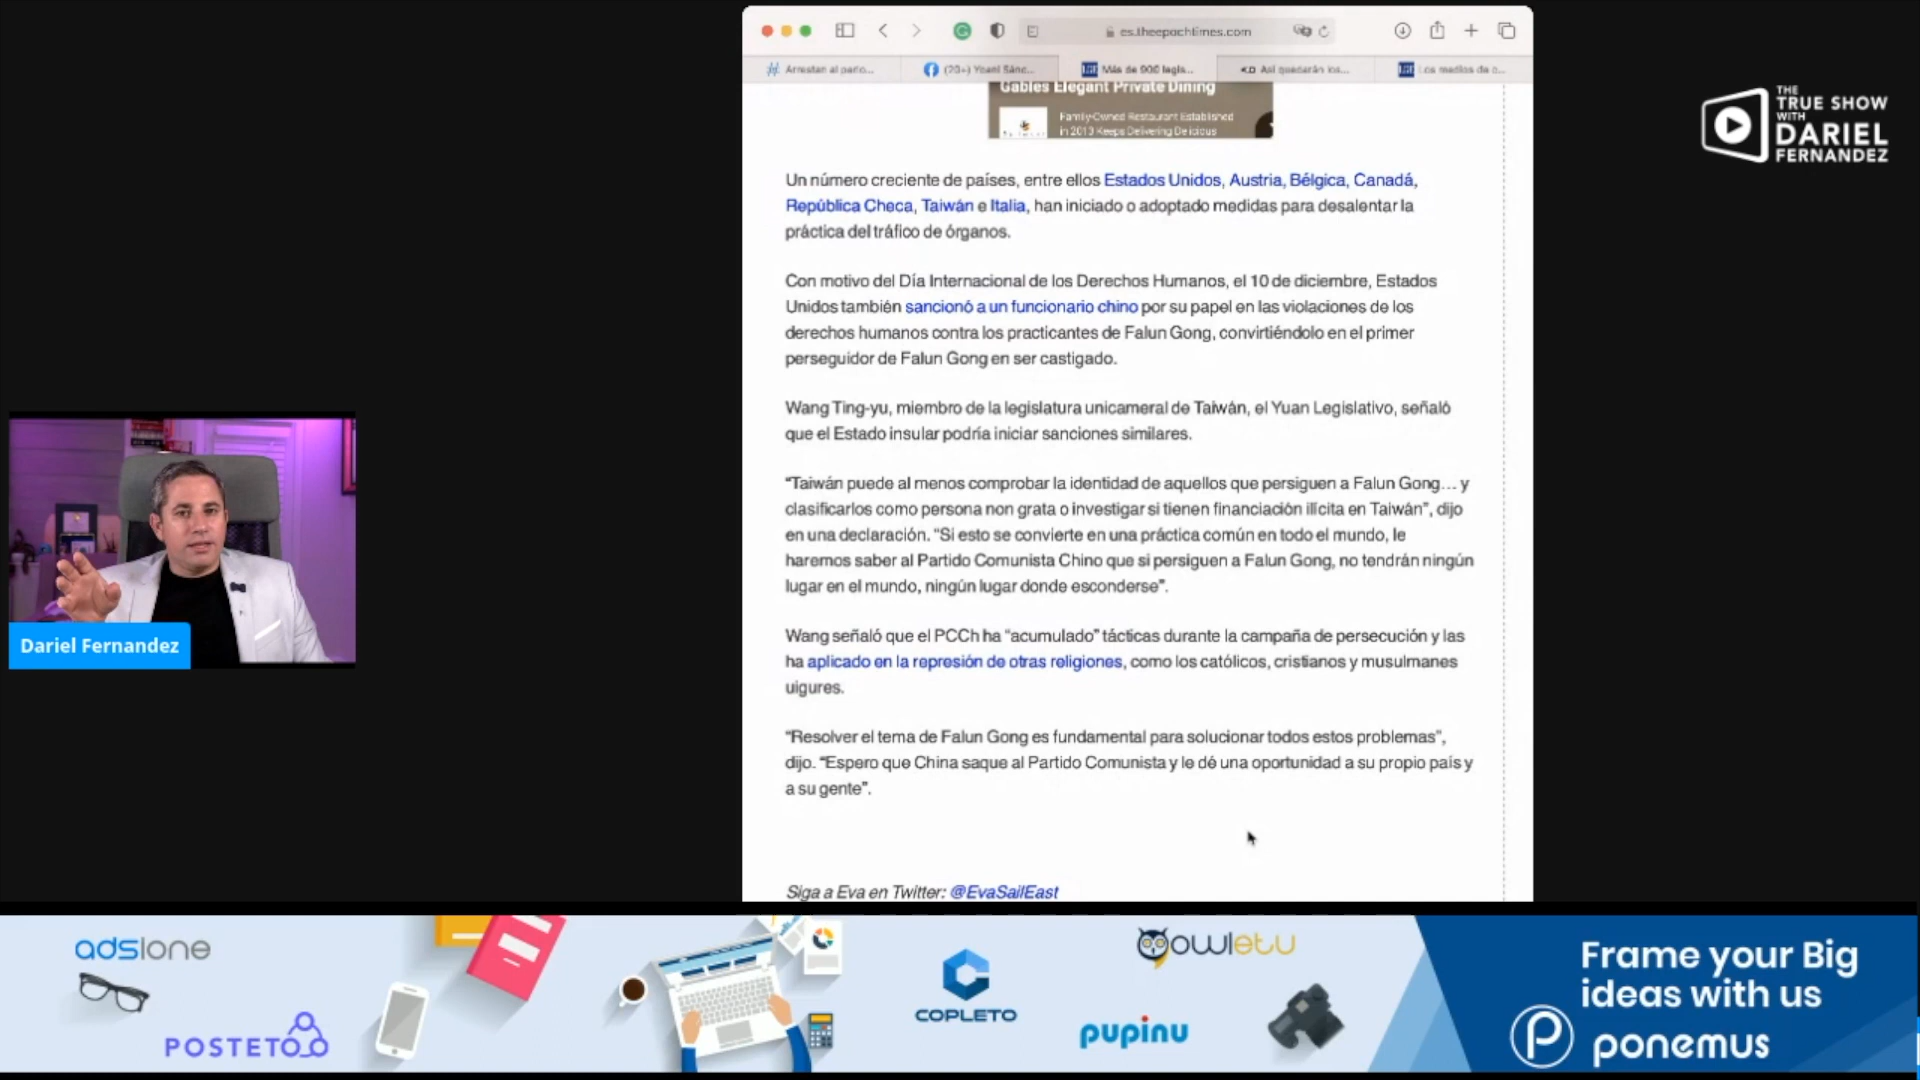 es.theepochtimes.com
Arrestan al perio...
(20+) Yoani Sánc...
Más de 900 legis...
Así quedarán los...
Los medios de c...
Gables Elegant Private Dining
Family-Owned Restaurant Established
in 2013 Keeps Delivering Delicious
THE
TRUE SHOW
WITH
DARIEL
FERNANDEZ
Un número creciente de países, entre ellos Estados Unidos, Austria, Bélgica, Canadá,
República Checa, Taiwán e Italia, han iniciado o adoptado medidas para desalentar la
práctica del tráfico de órganos.
Con motivo del Día Internacional de los Derechos Humanos, el 10 de diciembre, Estados
Unidos también sancionó a un funcionario chino por su papel en las violaciones de los
derechos humanos contra los practicantes de Falun Gong, convirtiéndolo en el primer
perseguidor de Falun Gong en ser castigado.
Wang Ting-yu, miembro de la legislatura unicameral de Taiwán, el Yuan Legislativo, señaló
que el Estado insular podría iniciar sanciones similares.
“Taiwán puede al menos comprobar la identidad de aquellos que persiguen a Falun Gong… y
clasificarlos como persona non grata o investigar si tienen financiación ilícita en Taiwán”, dijo
en una declaración. “Si esto se convierte en una práctica común en todo el mundo, le
haremos saber al Partido Comunista Chino que si persiguen a Falun Gong, no tendrán ningún
lugar en el mundo, ningún lugar donde esconderse”.
Wang señaló que el PCCh ha “acumulado” tácticas durante la campaña de persecución y las
ha aplicado en la represión de otras religiones, como los católicos, cristianos y musulmanes
uigures.
“Resolver el tema de Falun Gong es fundamental para solucionar todos estos problemas”,
dijo. “Espero que China saque al Partido Comunista y le dé una oportunidad a su propio país y
a su gente”.
Siga a Eva en Twitter: @EvaSailEast
Dariel Fernandez
adslone
POSTETOO
COPLETO
owletu
pupinu
Frame your Big
ideas with us
ponemus